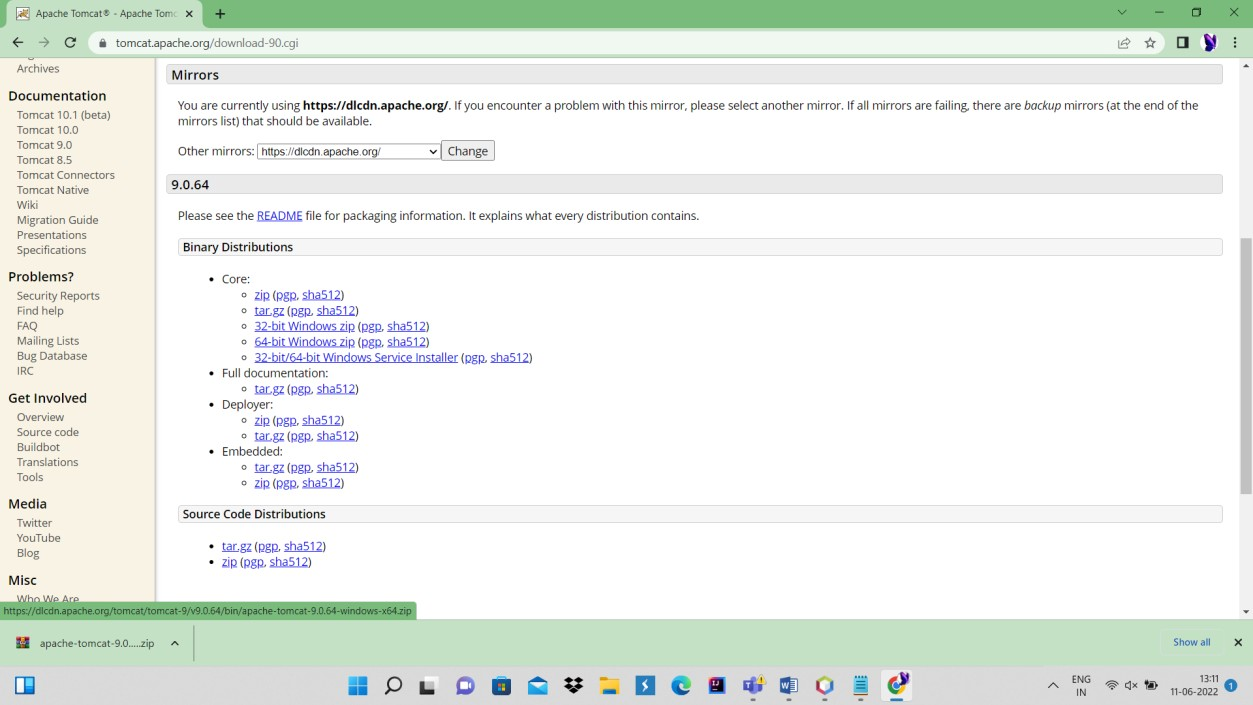 Apache Tomcat® - Apache Tomc
tomcat.apache.org/download-90.cgi
Archives
Documentation
Tomcat 10.1 (beta)
Tomcat 10.0
Tomcat 9.0
Tomcat 8.5
Tomcat Connectors
Tomcat Native
Wiki
Migration Guide
Presentations
Specifications
Problems?
Security Reports
Find help
FAQ
Mailing Lists
Bug Database
IRC
Get Involved
Overview
Source code
Buildbot
Translations
Tools
Media
Twitter
YouTube
Blog
Misc
Who We Are
Mirrors
You are currently using https://dlcdn.apache.org/. If you encounter a problem with this mirror, please select another mirror. If all mirrors are failing, there are backup mirrors (at the end of the
mirrors list) that should be available.
Other mirrors: https://dlcdn.apache.org/ Change
9.0.64
Please see the README file for packaging information. It explains what every distribution contains.
Binary Distributions
• Core:
zip (pgp, sha512)
tar.gz (pgp, sha512)
32-bit Windows zip (pgp, sha512)
64-bit Windows zip (pgp, sha512)
32-bit/64-bit Windows Service Installer (pgp, sha512)
• Full documentation:
tar.gz (pgp, sha512)
• Deployer:
zip (pgp, sha512)
tar.gz (pgp, sha512)
• Embedded:
tar.gz (pgp, sha512)
zip (pgp, sha512)
Source Code Distributions
• tar.gz (pgp, sha512)
• zip (pgp, sha512)
https://dlcdn.apache.org/tomcat/tomcat-9/v9.0.64/bin/apache-tomcat-9.0.64-windows-x64.zip
apache-tomcat-9.0.....zip
Show all
ENG
IN
13:11
11-06-2022
1